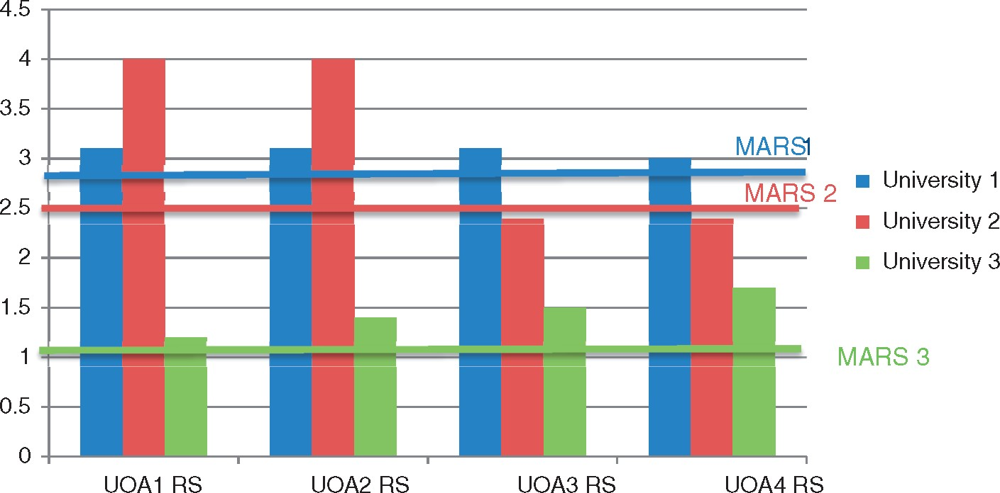 4.5
4
3.5
3
2.5
2
1.5
1
0.5
0
MARS1
MARS 2
MARS 3
University 1
University 2
University 3
UOA1 RS
UOA2 RS
UOA3 RS
UOA4 RS